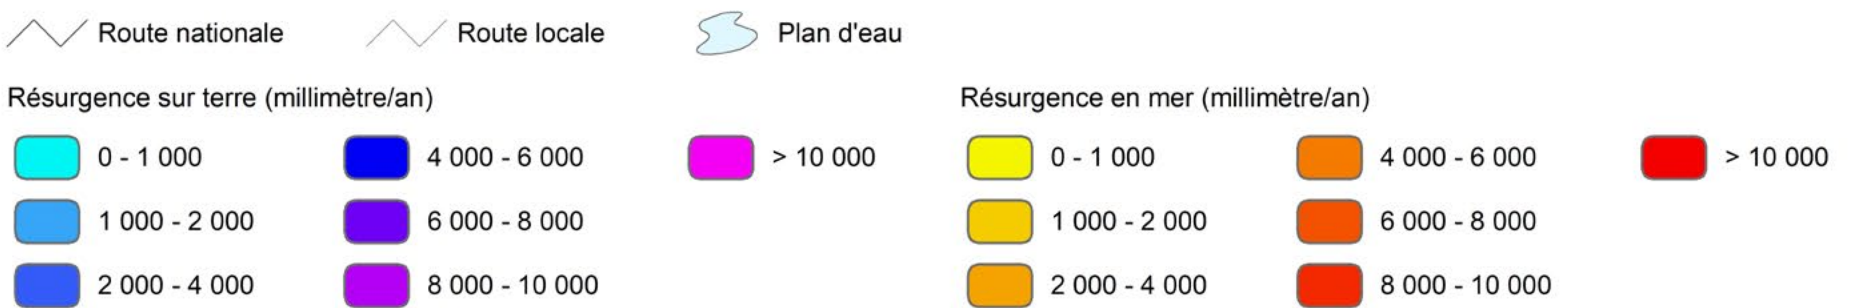 Route nationale Route locale Plan d'eau
Résurgence sur terre (millimètre/an) Résurgence en mer (millimètre/an)
0 - 1 000 4 000 - 6 000 > 10 000 0 - 1 000 4 000 - 6 000 > 10 000
1 000 - 2 000 6 000 - 8 000 1 000 - 2 000 6 000 - 8 000
2 000 - 4 000 8 000 - 10 000 2 000 - 4 000 8 000 - 10 000